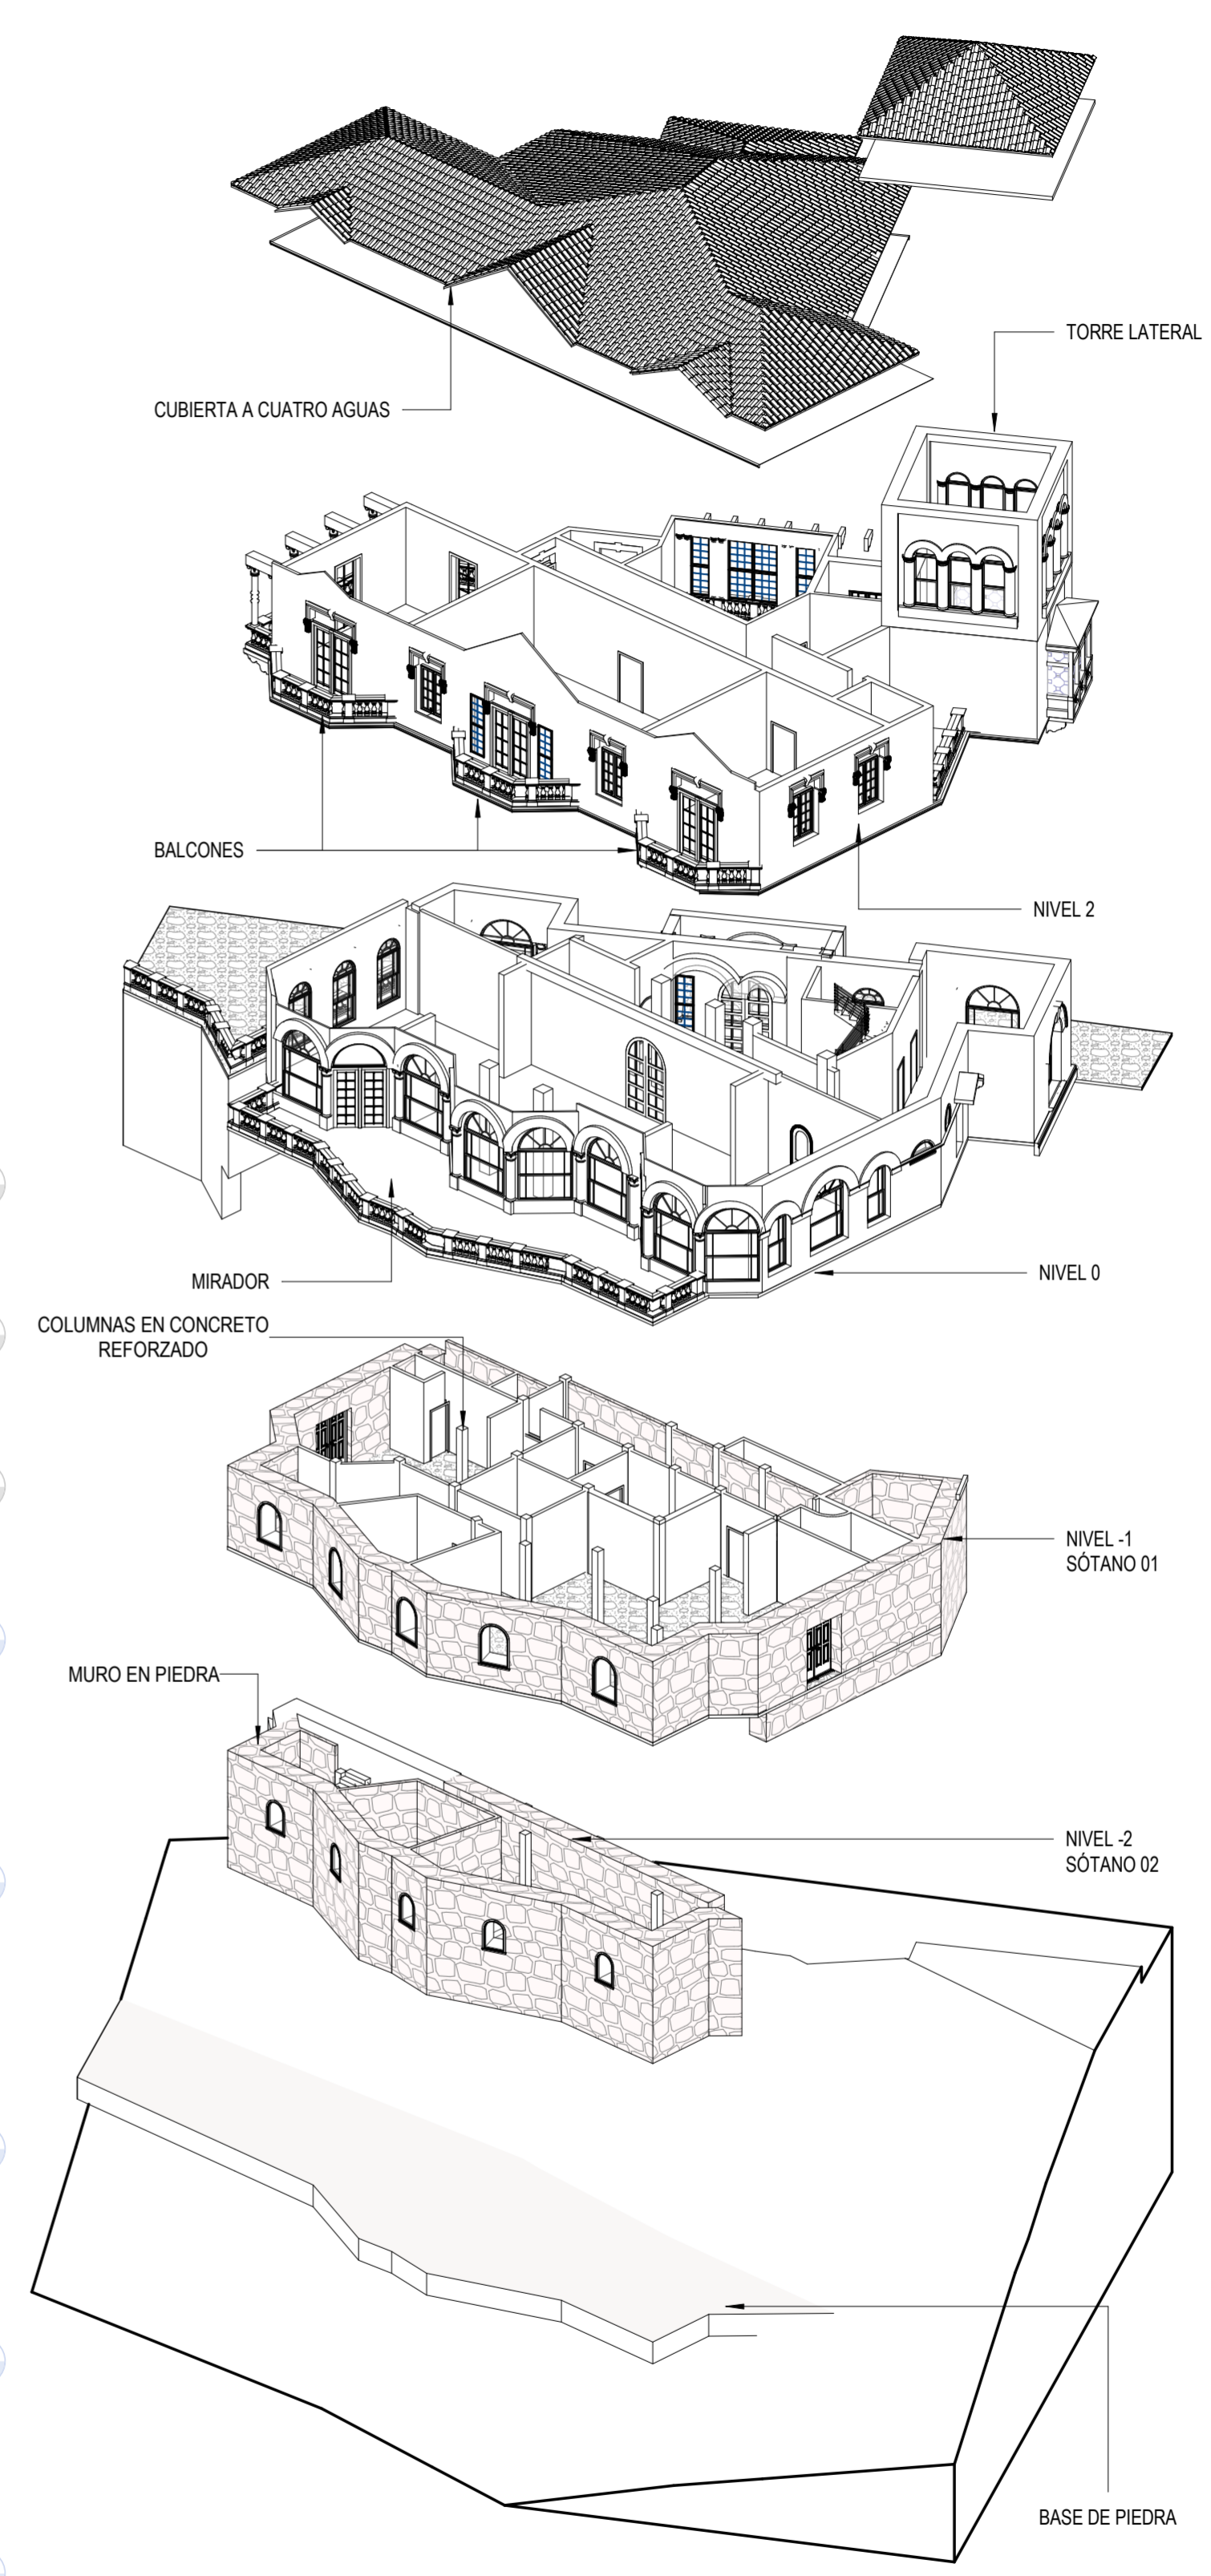 TORRE LATERAL
CUBIERTA A CUATRO AGUAS
BALCONES
NIVEL 2
MIRADOR
NIVEL 0
COLUMNAS EN CONCRETO
REFORZADO
NIVEL -1
SÓTANO 01
MURO EN PIEDRA
NIVEL -2
SÓTANO 02
BASE DE PIEDRA